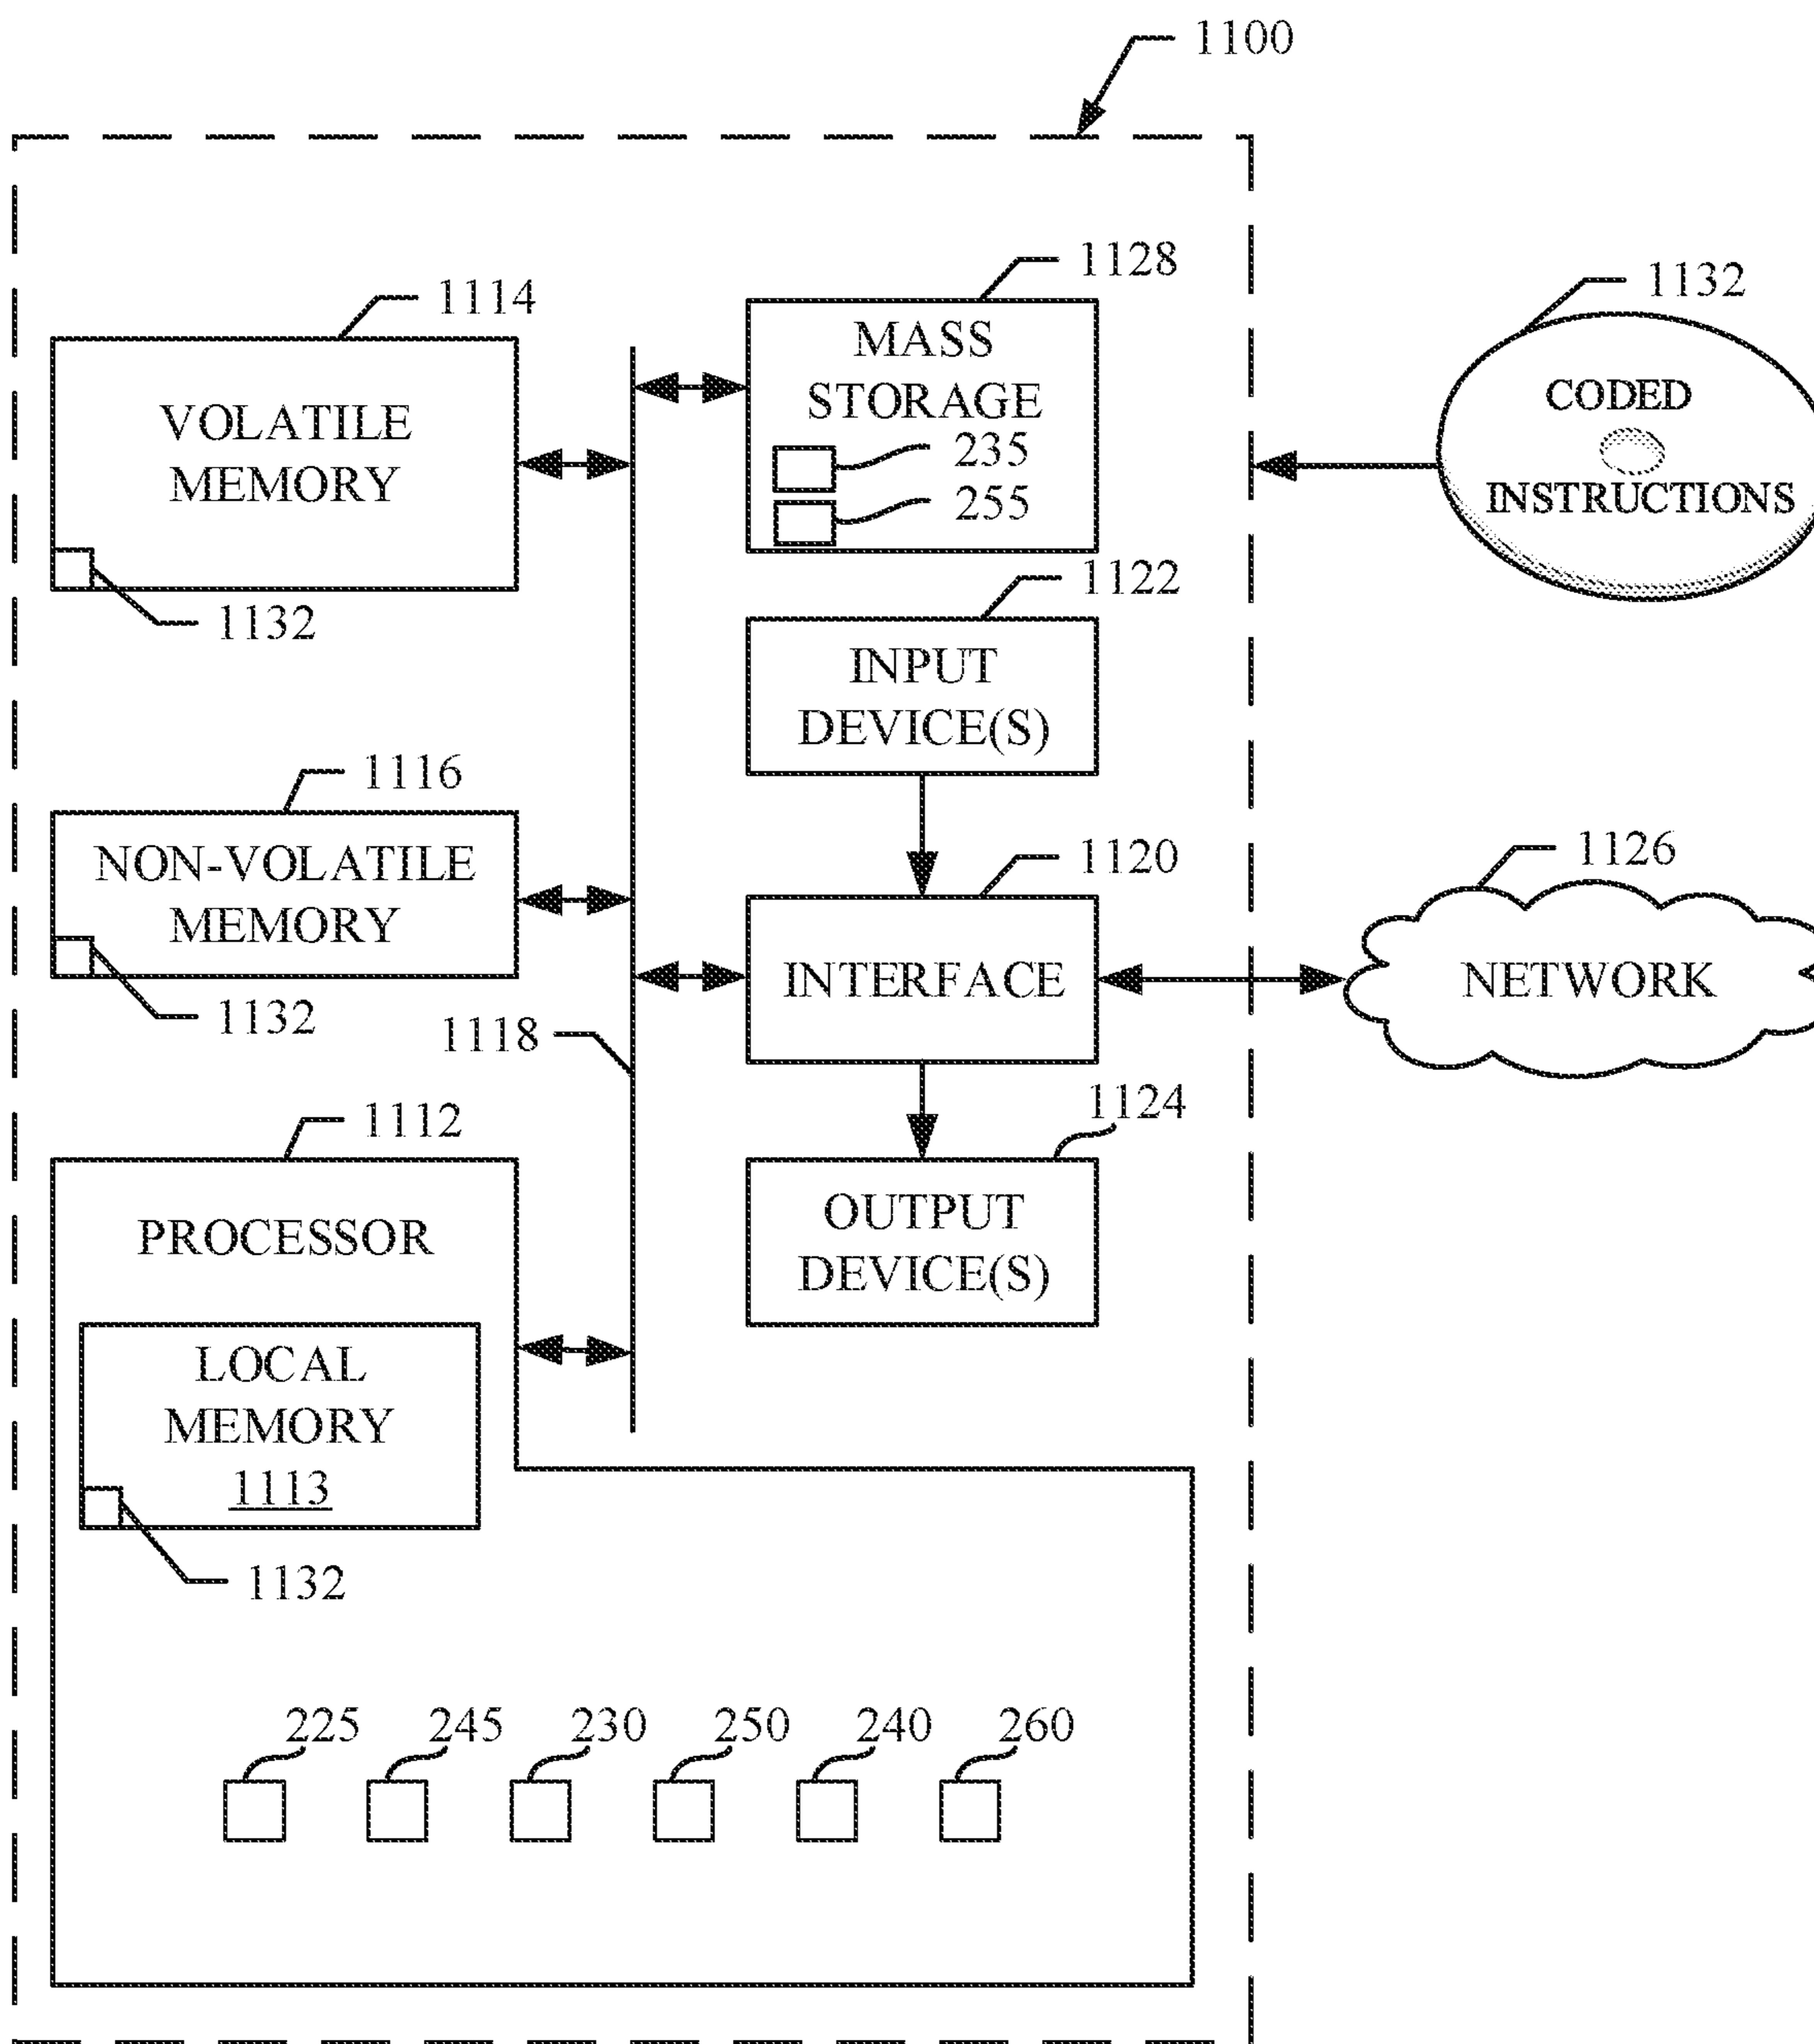 1100
1128
1114
MASS
STORAGE
235
255
VOLATILE
MEMORY
1132
1132
CODED
INSTRUCTIONS
1122
INPUT
DEVICE(S)
1116
NON-VOLATILE
MEMORY
1132
1120
INTERFACE
1126
NETWORK
1118
1124
OUTPUT
DEVICE(S)
1112
PROCESSOR
LOCAL
MEMORY
1113
1132
225 245 230 250 240 260